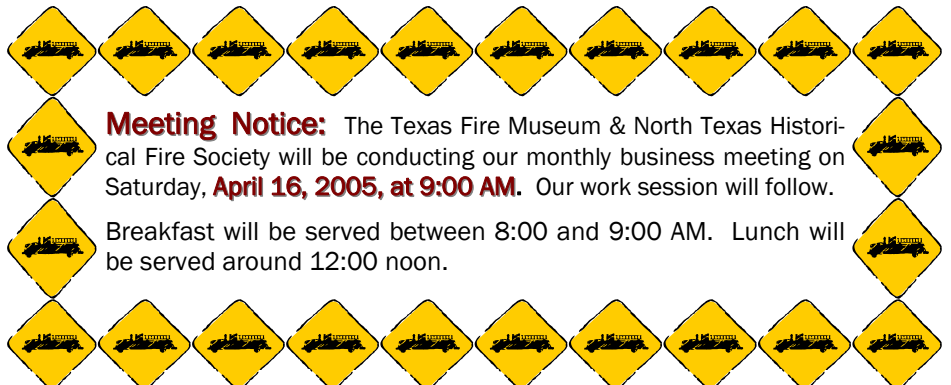 Meeting Notice: The Texas Fire Museum & North Texas Histori-
cal Fire Society will be conducting our monthly business meeting on
Saturday, April 16, 2005, at 9:00 AM. Our work session will follow.
Breakfast will be served between 8:00 and 9:00 AM. Lunch will
be served around 12:00 noon.